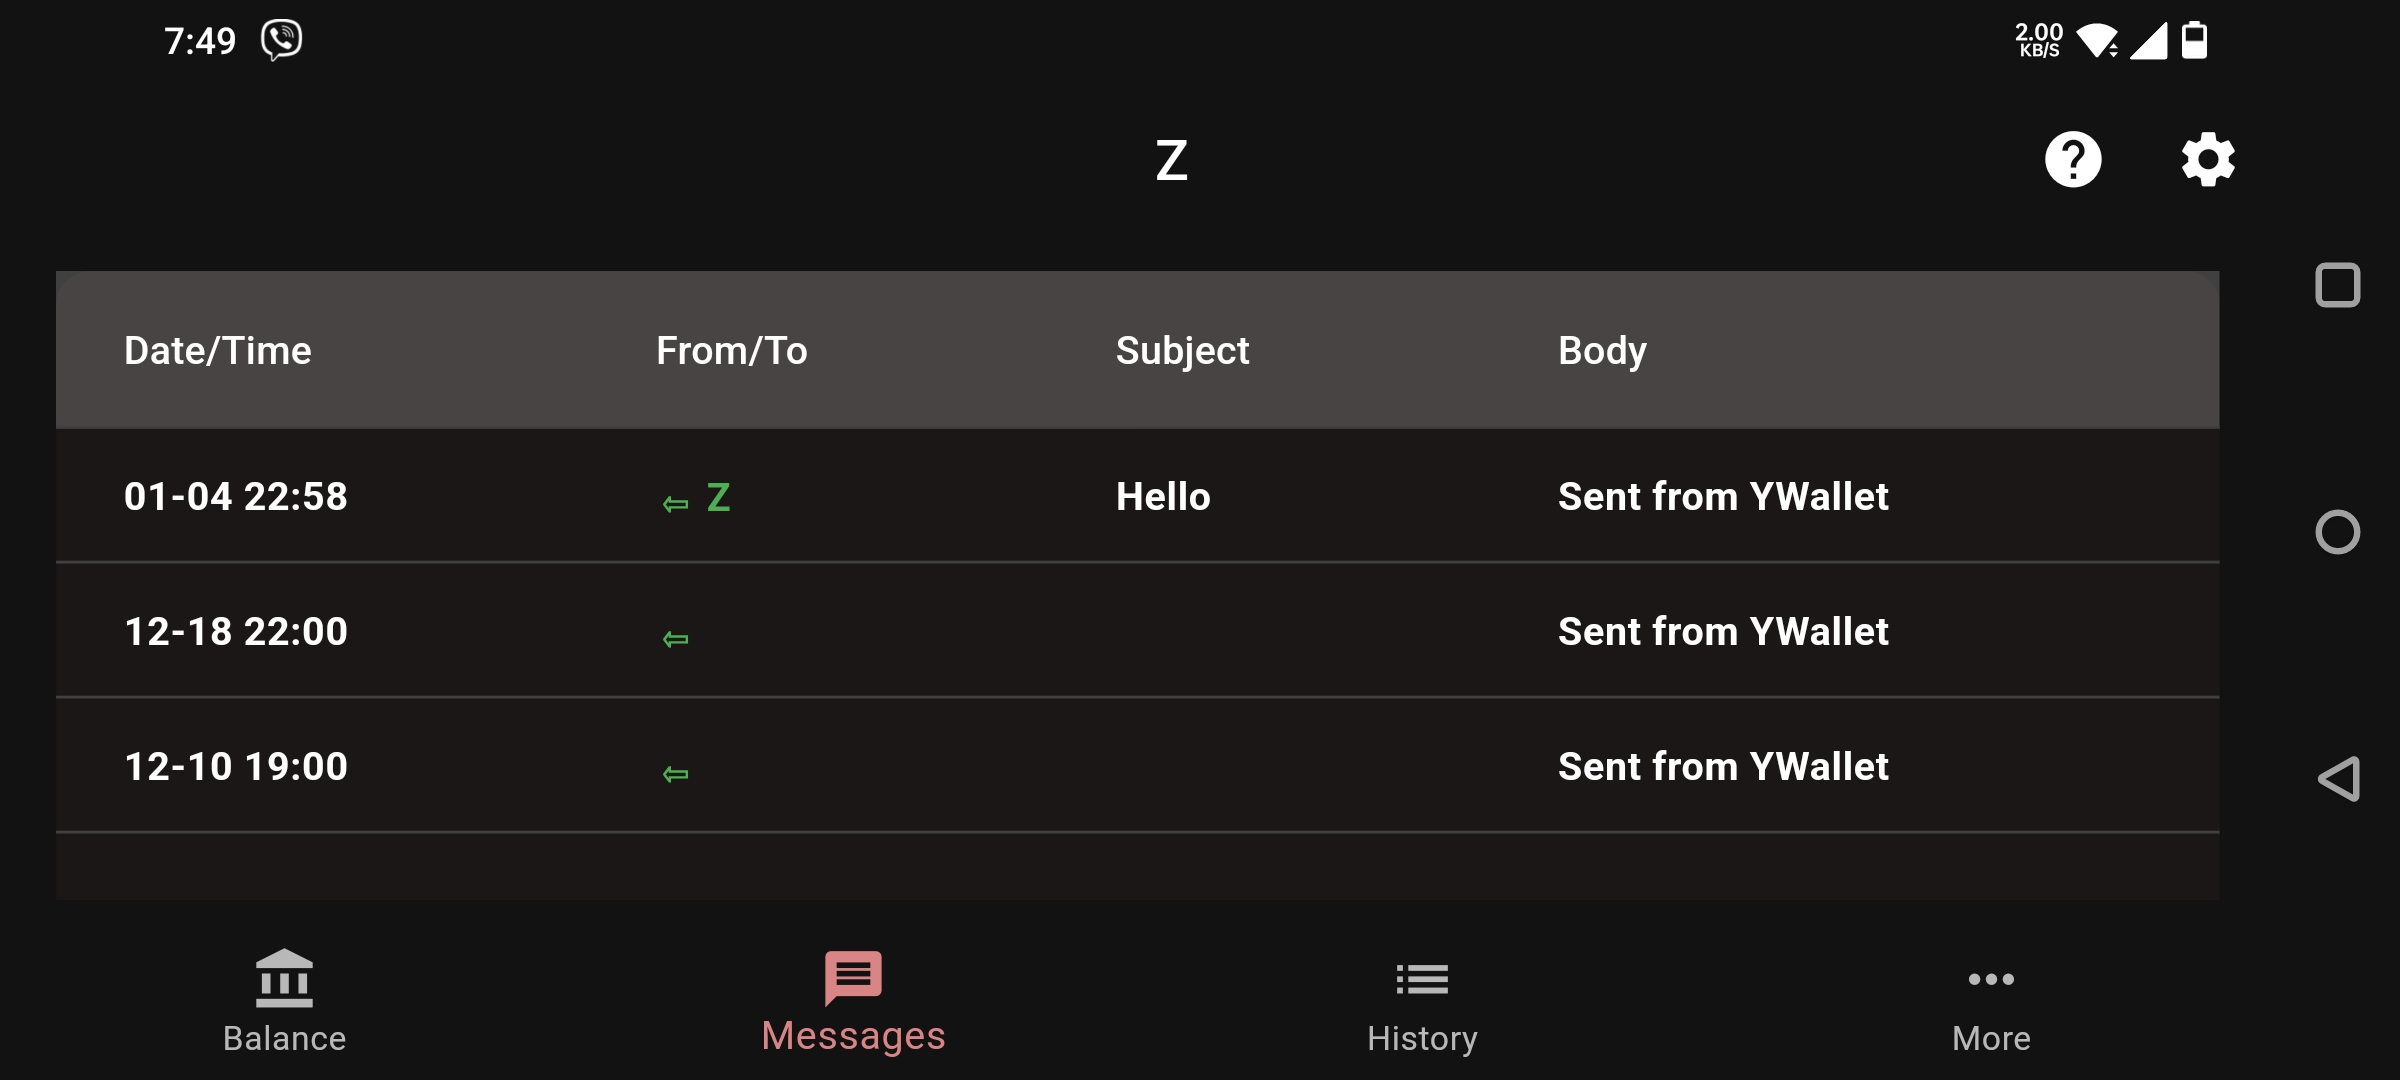 7:49 2.00 KB/S
Z
Date/Time From/To Subject Body
01-04 22:58 ⇦ Z Hello Sent from YWallet
12-18 22:00 ⇦ Sent from YWallet
12-10 19:00 ⇦ Sent from YWallet
Balance Messages History More